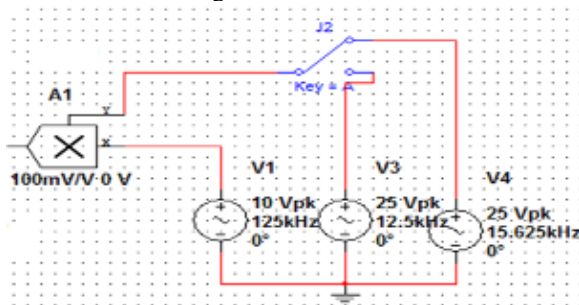 J2
Key = A
A1
Y
X
100mV/V 0 V
V1
10 Vpk
125kHz
0°
V3
25 Vpk
12.5kHz
0°
V4
25 Vpk
15.625kHz
0°